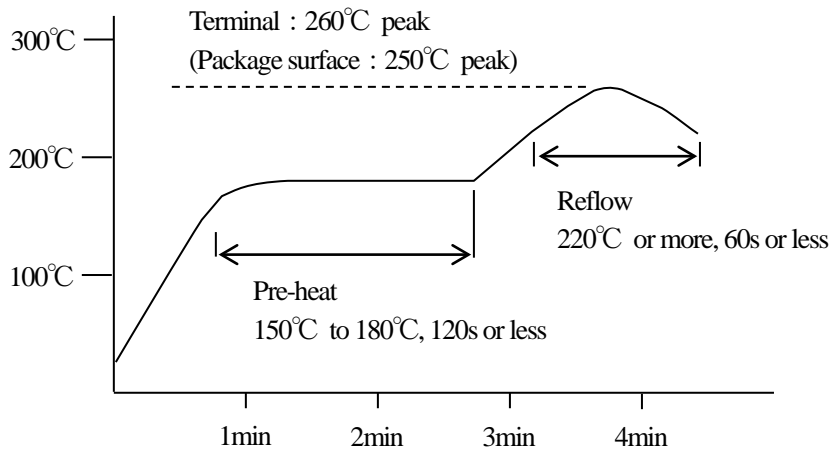 Terminal : 260℃ peak
(Package surface : 250℃ peak)
300℃
200℃
100℃
Reflow
220℃ or more, 60s or less
Pre-heat
150℃ to 180℃, 120s or less
1min
2min
3min
4min